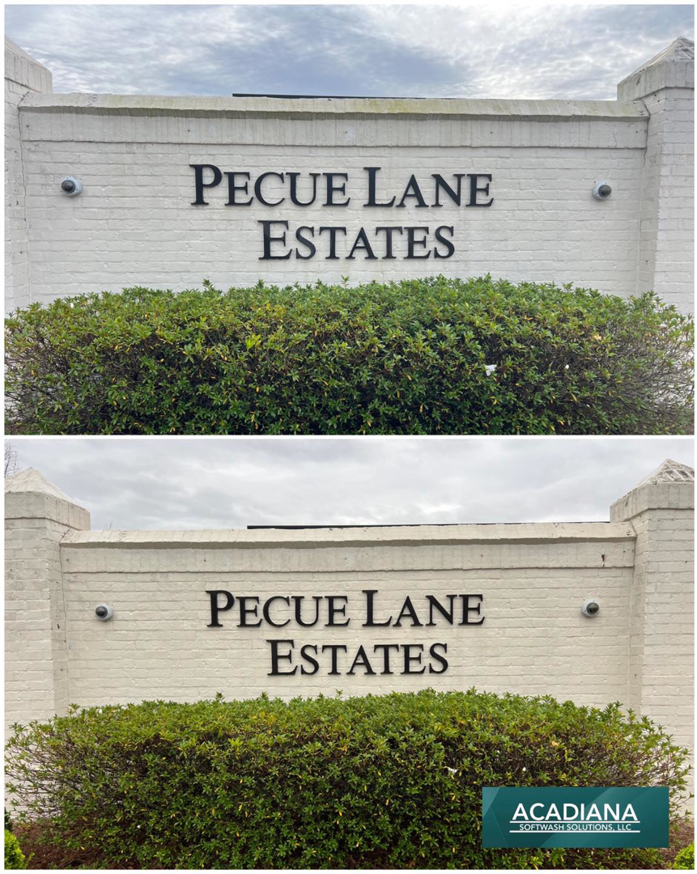 PECUE LANE
ESTATES
PECUE LANE
ESTATES
ACADIANA
SOFTWASH SOLUTIONS, LLC